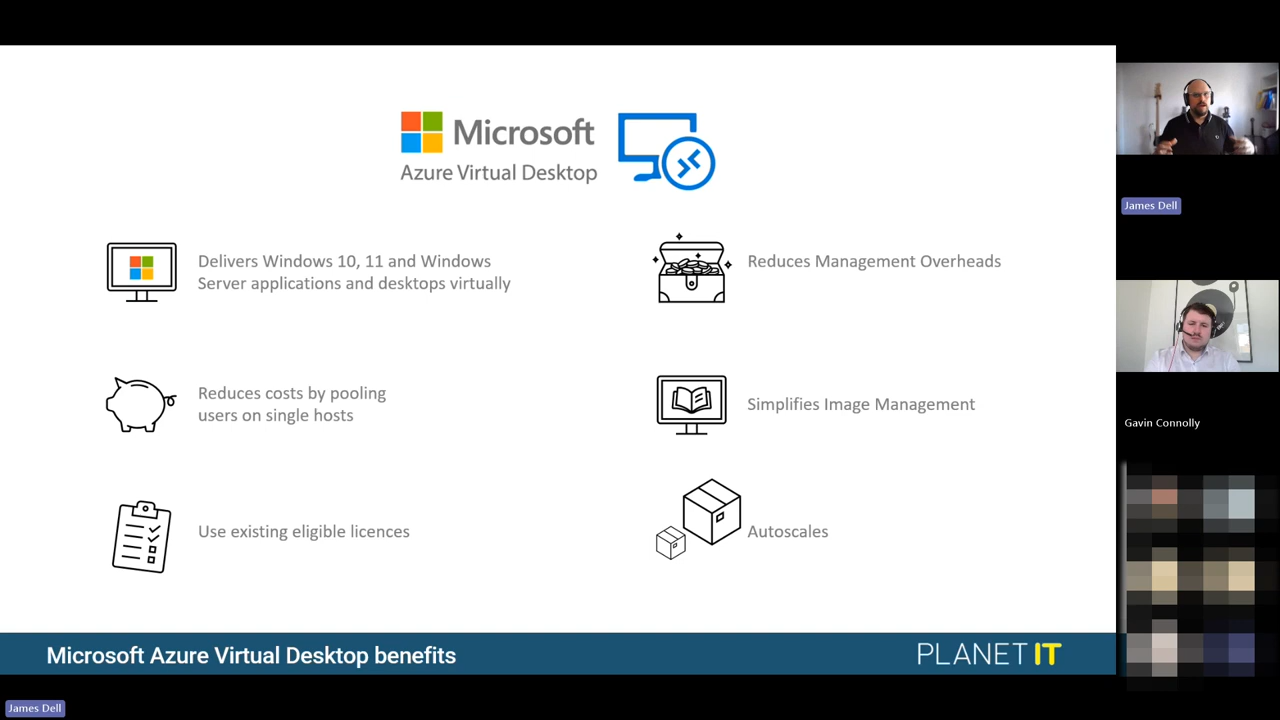 Microsoft
Azure Virtual Desktop
Delivers Windows 10, 11 and Windows
Server applications and desktops virtually
Reduces Management Overheads
Reduces costs by pooling
users on single hosts
Simplifies Image Management
Use existing eligible licences
Autoscales
Microsoft Azure Virtual Desktop benefits
PLANET IT
James Dell
Gavin Connolly
James Dell